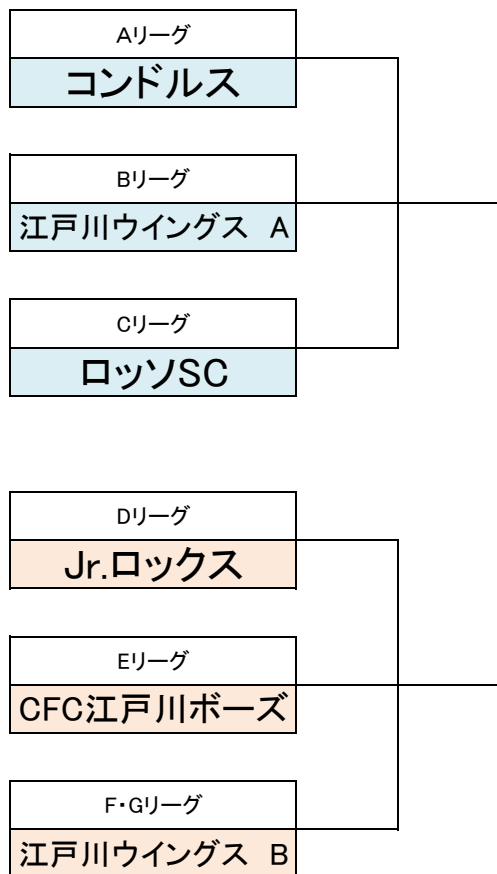 Aリーグ
コンドルス
Bリーグ
江戸川ウイングス　A
Cリーグ
ロッソSC
Dリーグ
Jr.ロックス
Eリーグ
CFC江戸川ボーズ
F・Gリーグ
江戸川ウイングス　B